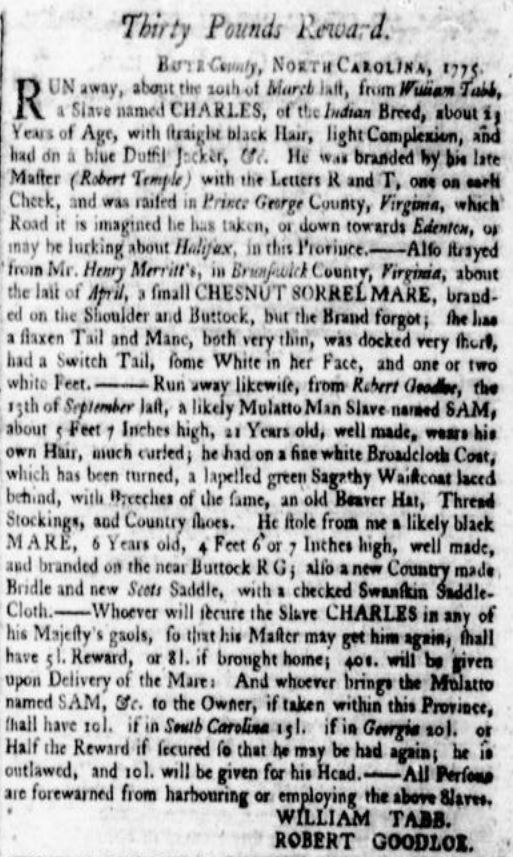 Thirty Pounds Reward.
BUTE County, NORTH CAROLINA, 1775.
RUN away, about the 20th of March laſt, from William Tabb,
a Slave named CHARLES, of the Indian Breed, about 23
Years of Age, with ſtraight black Hair, light Complexion, and
had on a blue Duffil Jacket, &c. He was branded by his late
Maſter (Robert Temple) with the Letters R and T, one on each
Cheek, and was raiſed in Prince George County, Virginia, which
Road it is imagined he has taken, or down towards Edenton, or
may be lurking about Halifax, in this Province.——Alſo ſtrayed
from Mr. Henry Merritt's, in Brunſwick County, Virginia, about
the laſt of April, a ſmall CHESNUT SORREL MARE, brand-
ed on the Shoulder and Buttock, but the Brand forgot; ſhe has
a flaxen Tail and Mane, both very thin, was docked very ſhort,
had a Switch Tail, ſome White in her Face, and one or two
white Feet.——Run away likewiſe, from Robert Goodloe, the
15th of September laſt, a likely Mulatto Man Slave named SAM,
about 5 Feet 7 Inches high, 21 Years old, well made, wears his
own Hair, much curled; he had on a fine white Broadcloth Coat,
which has been turned, a lapelled green Sagathy Waiſtcoat laced
behind, with Breeches of the ſame, an old Beaver Hat, Thread
Stockings, and Country ſhoes. He ſtole from me a likely black
MARE, 6 Years old, 4 Feet 6 or 7 Inches high, well made,
and branded on the near Buttock R G; alſo a new Country made
Bridle and new Scots Saddle, with a checked Swanſkin Saddle-
Cloth.——Whoever will ſecure the Slave CHARLES in any of
his Majeſty's gaols, ſo that his Maſter may get him again, ſhall
have 5l. Reward, or 8l. if brought home; 40s. will be given
upon Delivery of the Mare: And whoever brings the Mulatto
named SAM, &c. to the Owner, if taken within this Province,
ſhall have 10l. if in South Carolina 15l. if in Georgia 20l. or
Half the Reward if ſecured ſo that he may be had again; he is
outlawed, and 10l. will be given for his Head.——All Perſons
are forewarned from harbouring or employing the above Slaves.
WILLIAM TABB.
ROBERT GOODLOE.